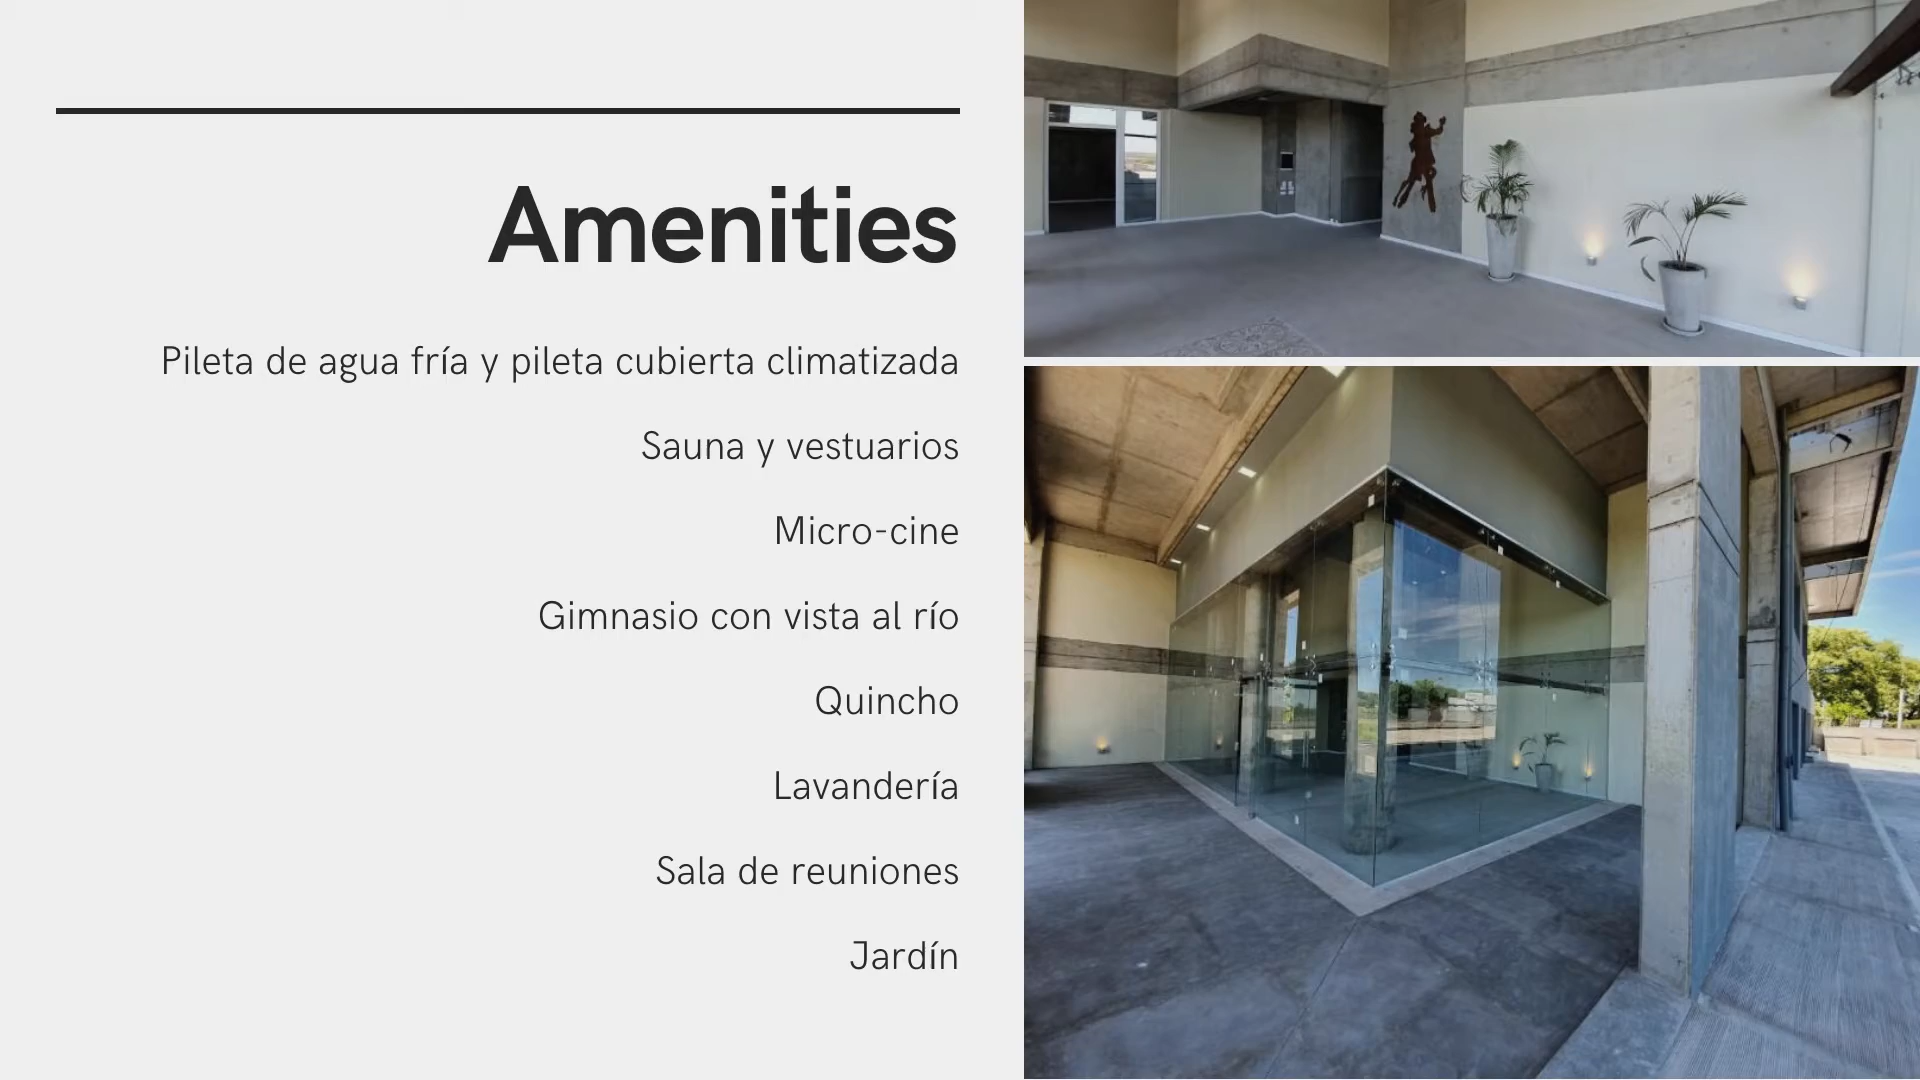 Amenities
Pileta de agua fría y pileta cubierta climatizada
Sauna y vestuarios
Micro-cine
Gimnasio con vista al río
Quincho
Lavandería
Sala de reuniones
Jardín